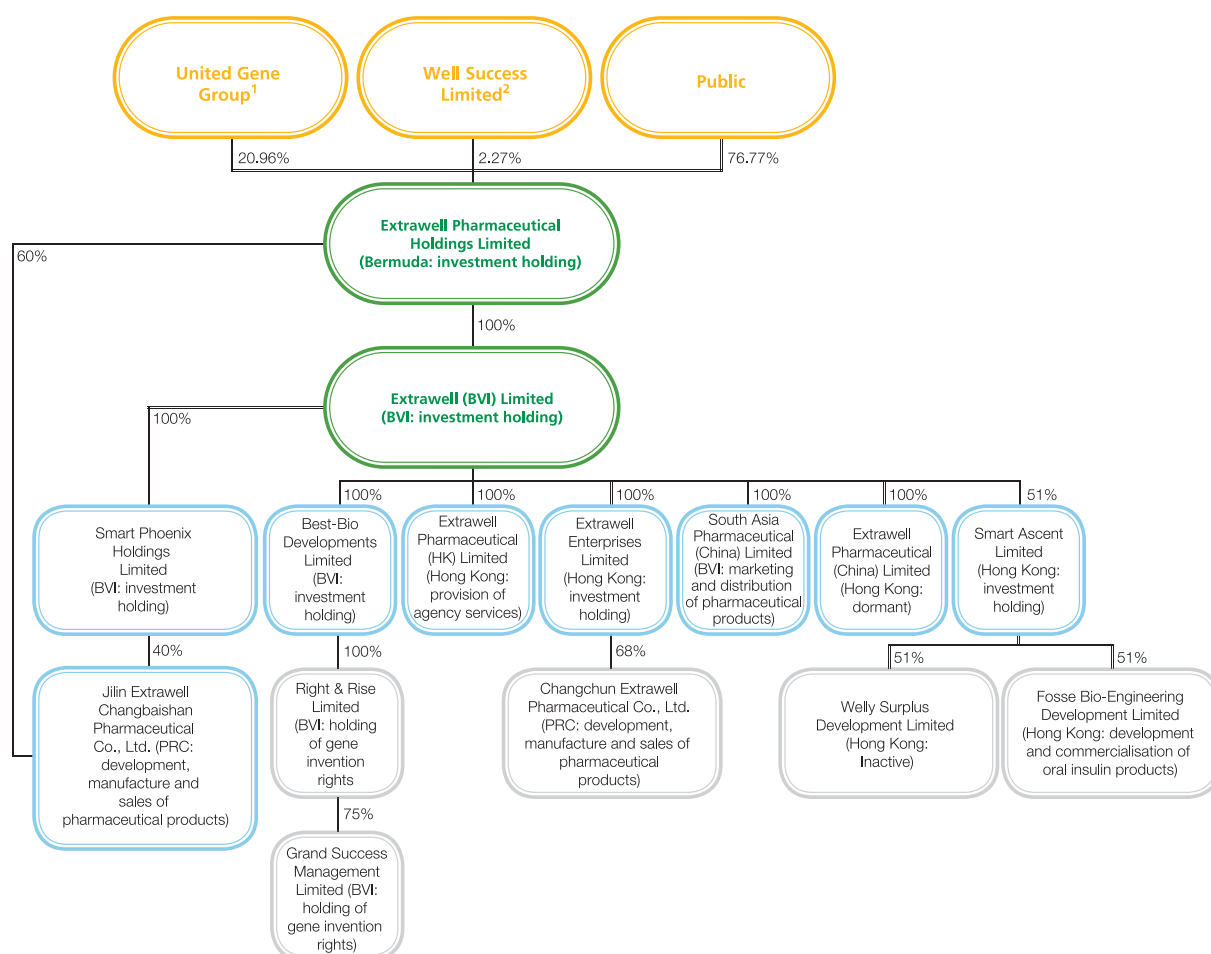 United Gene
Group1
Well Success
Limited2
Public
20.96%
2.27%
76.77%
Extrawell Pharmaceutical
Holdings Limited
(Bermuda: investment holding)
60%
100%
Extrawell (BVI) Limited
(BVI: investment holding)
100%
100%
100%
100%
100%
100%
51%
Smart Phoenix
Holdings
Limited
(BVI: investment
holding)
Best-Bio
Developments
Limited
(BVI:
investment
holding)
Extrawell
Pharmaceutical
(HK) Limited
(Hong Kong:
provision of
agency services)
Extrawell
Enterprises
Limited
(Hong Kong:
investment
holding)
South Asia
Pharmaceutical
(China) Limited
(BVI: marketing
and distribution
of pharmaceutical
products)
Extrawell
Pharmaceutical
(China) Limited
(Hong Kong:
dormant)
Smart Ascent
Limited
(Hong Kong:
investment
holding)
40%
100%
68%
51%
51%
Jilin Extrawell
Changbaishan
Pharmaceutical
Co., Ltd. (PRC:
development,
manufacture and
sales of
pharmaceutical products)
Right & Rise
Limited
(BVI: holding
of gene
invention
rights
Changchun Extrawell
Pharmaceutical Co., Ltd.
(PRC: development,
manufacture and sales of
pharmaceutical
products)
Welly Surplus
Development Limited
(Hong Kong:
Inactive)
Fosse Bio-Engineering
Development Limited
(Hong Kong: development
and commercialisation of
oral insulin products)
75%
Grand Success
Management
Limited (BVI:
holding of
gene invention
rights)